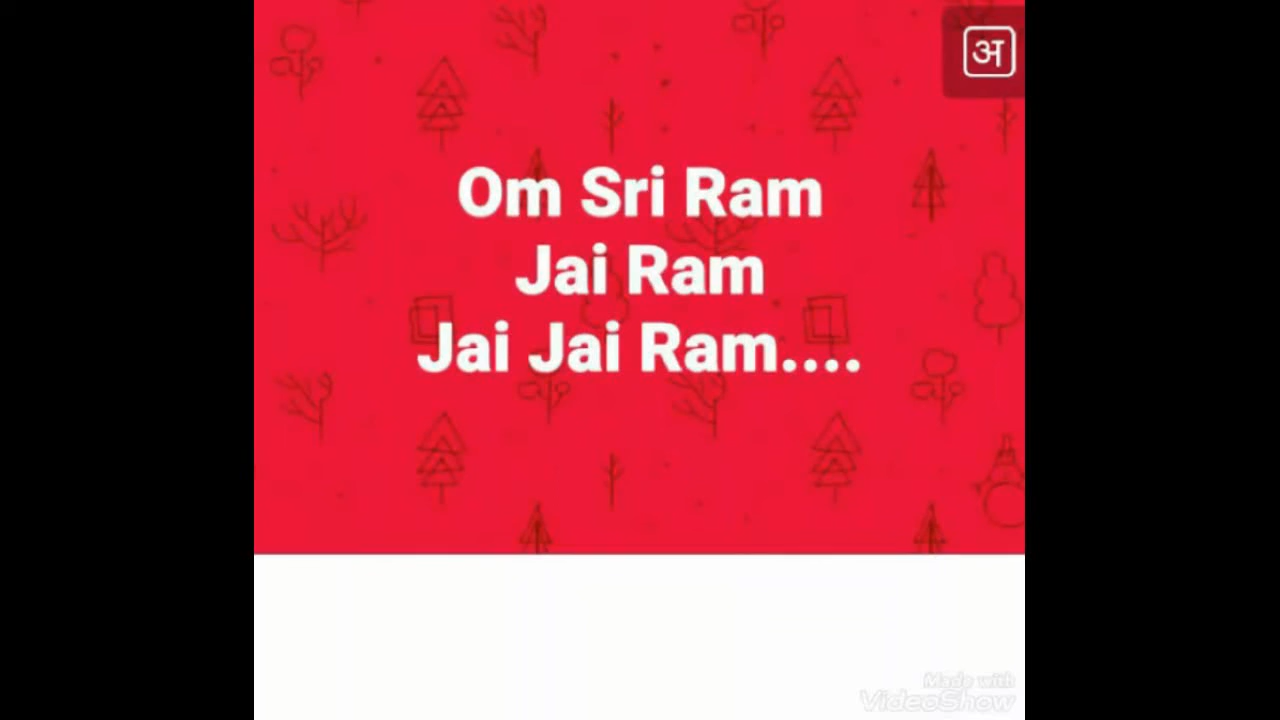 अ
Om Sri Ram
Jai Ram
Jai Jai Ram....
Made with
VideoShow